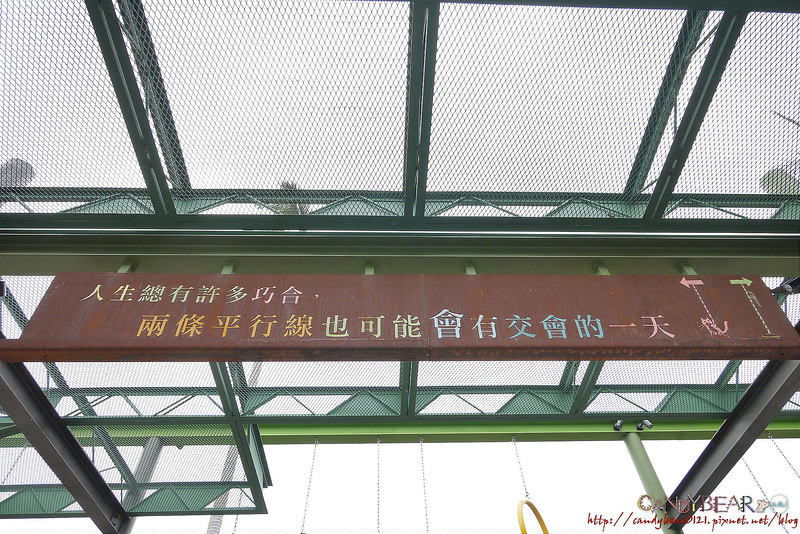 人生總有許多巧合，
兩條平行線也可能會有交會的一天
CANDYBEAR
http://candybear0121.pixnet.net/blog